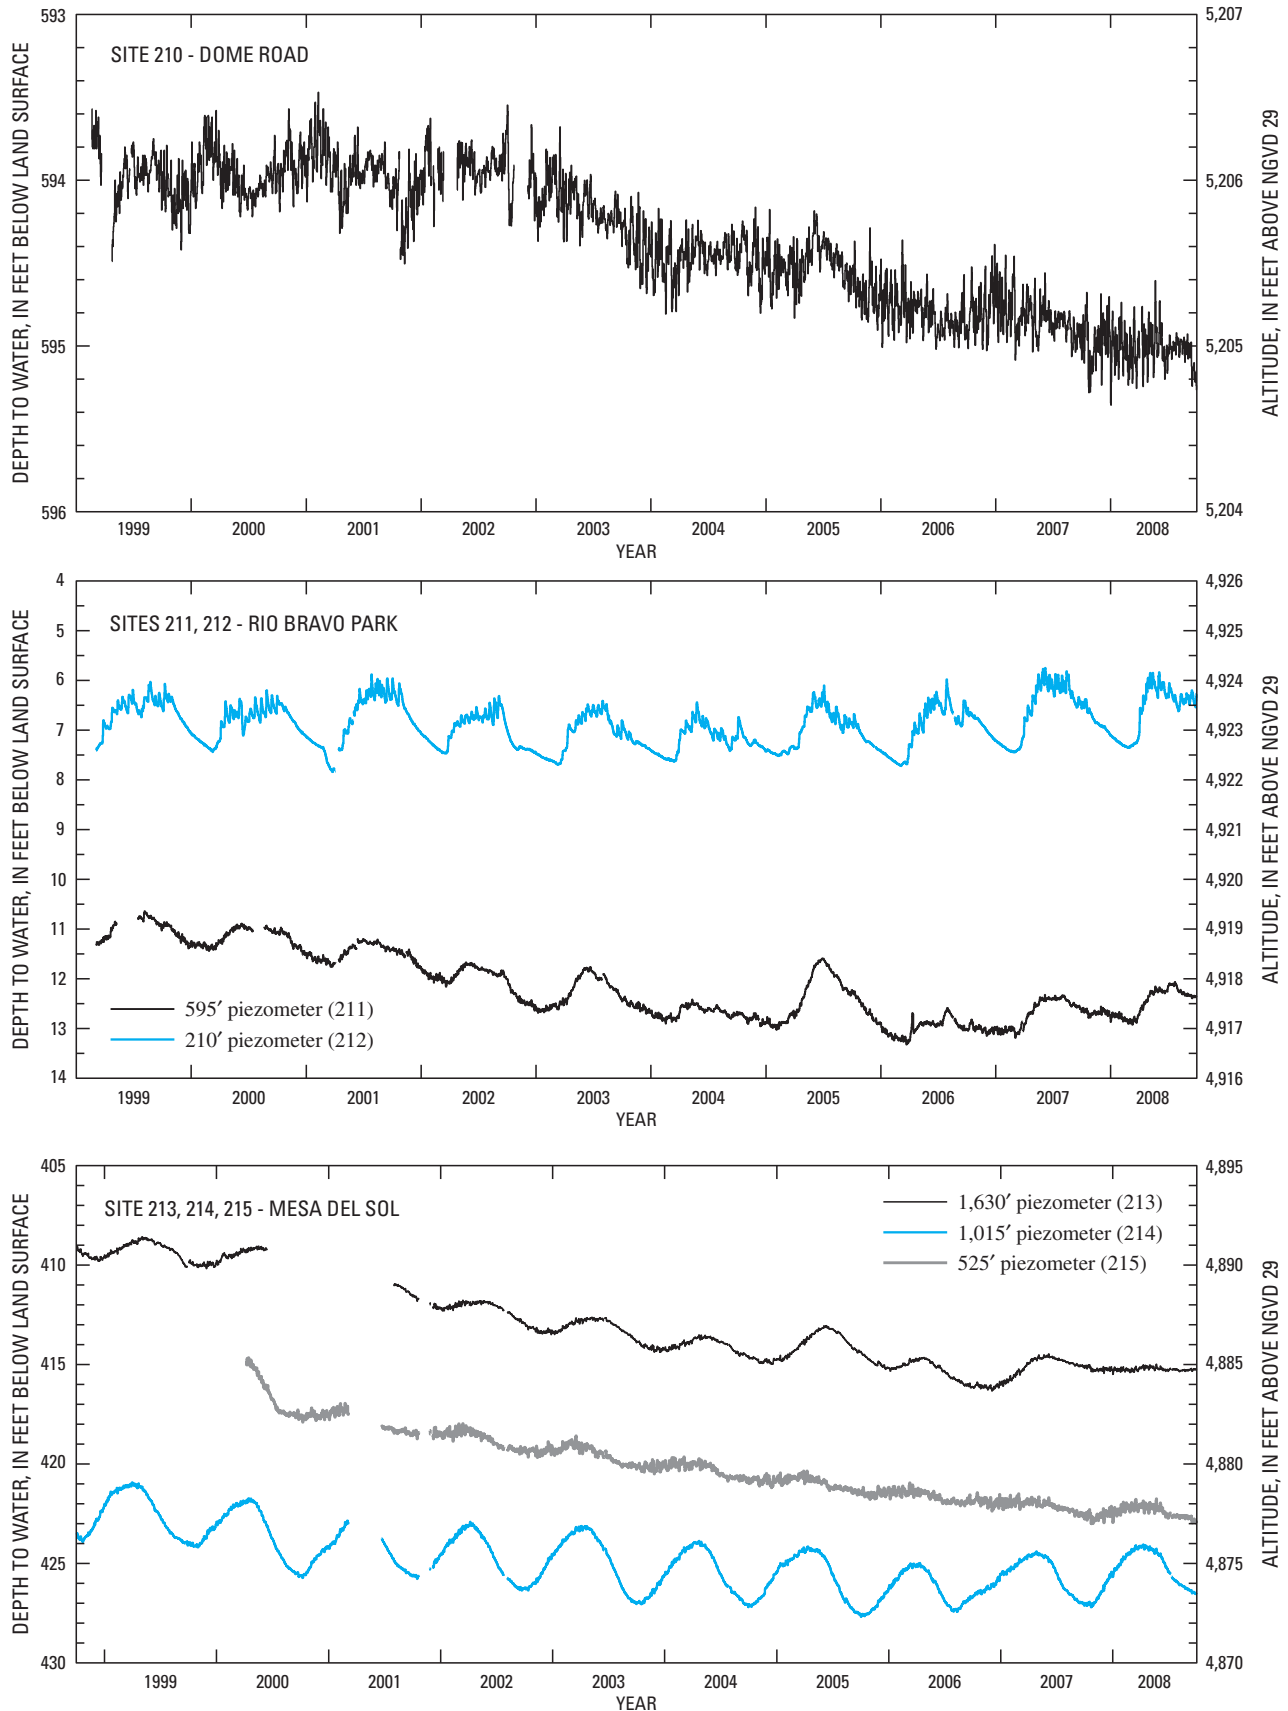 593
5,207
SITE 210 - DOME ROAD
594
5,206
595
5,205
596
5,204
1999 2000 2001 2002 2003 2004 2005 2006 2007 2008
YEAR
DEPTH TO WATER, IN FEET BELOW LAND SURFACE
ALTITUDE, IN FEET ABOVE NGVD 29
4
4,926
SITES 211, 212 - RIO BRAVO PARK
5
4,925
6
4,924
7
4,923
8
4,922
9
4,921
10
4,920
11
4,919
12
4,918
13
4,917
14
4,916
595′ piezometer (211)
210′ piezometer (212)
1999 2000 2001 2002 2003 2004 2005 2006 2007 2008
YEAR
DEPTH TO WATER, IN FEET BELOW LAND SURFACE
ALTITUDE, IN FEET ABOVE NGVD 29
405
4,895
SITE 213, 214, 215 - MESA DEL SOL
1,630′ piezometer (213)
1,015′ piezometer (214)
525′ piezometer (215)
410
4,890
415
4,885
420
4,880
425
4,875
430
4,870
1999 2000 2001 2002 2003 2004 2005 2006 2007 2008
YEAR
DEPTH TO WATER, IN FEET BELOW LAND SURFACE
ALTITUDE, IN FEET ABOVE NGVD 29